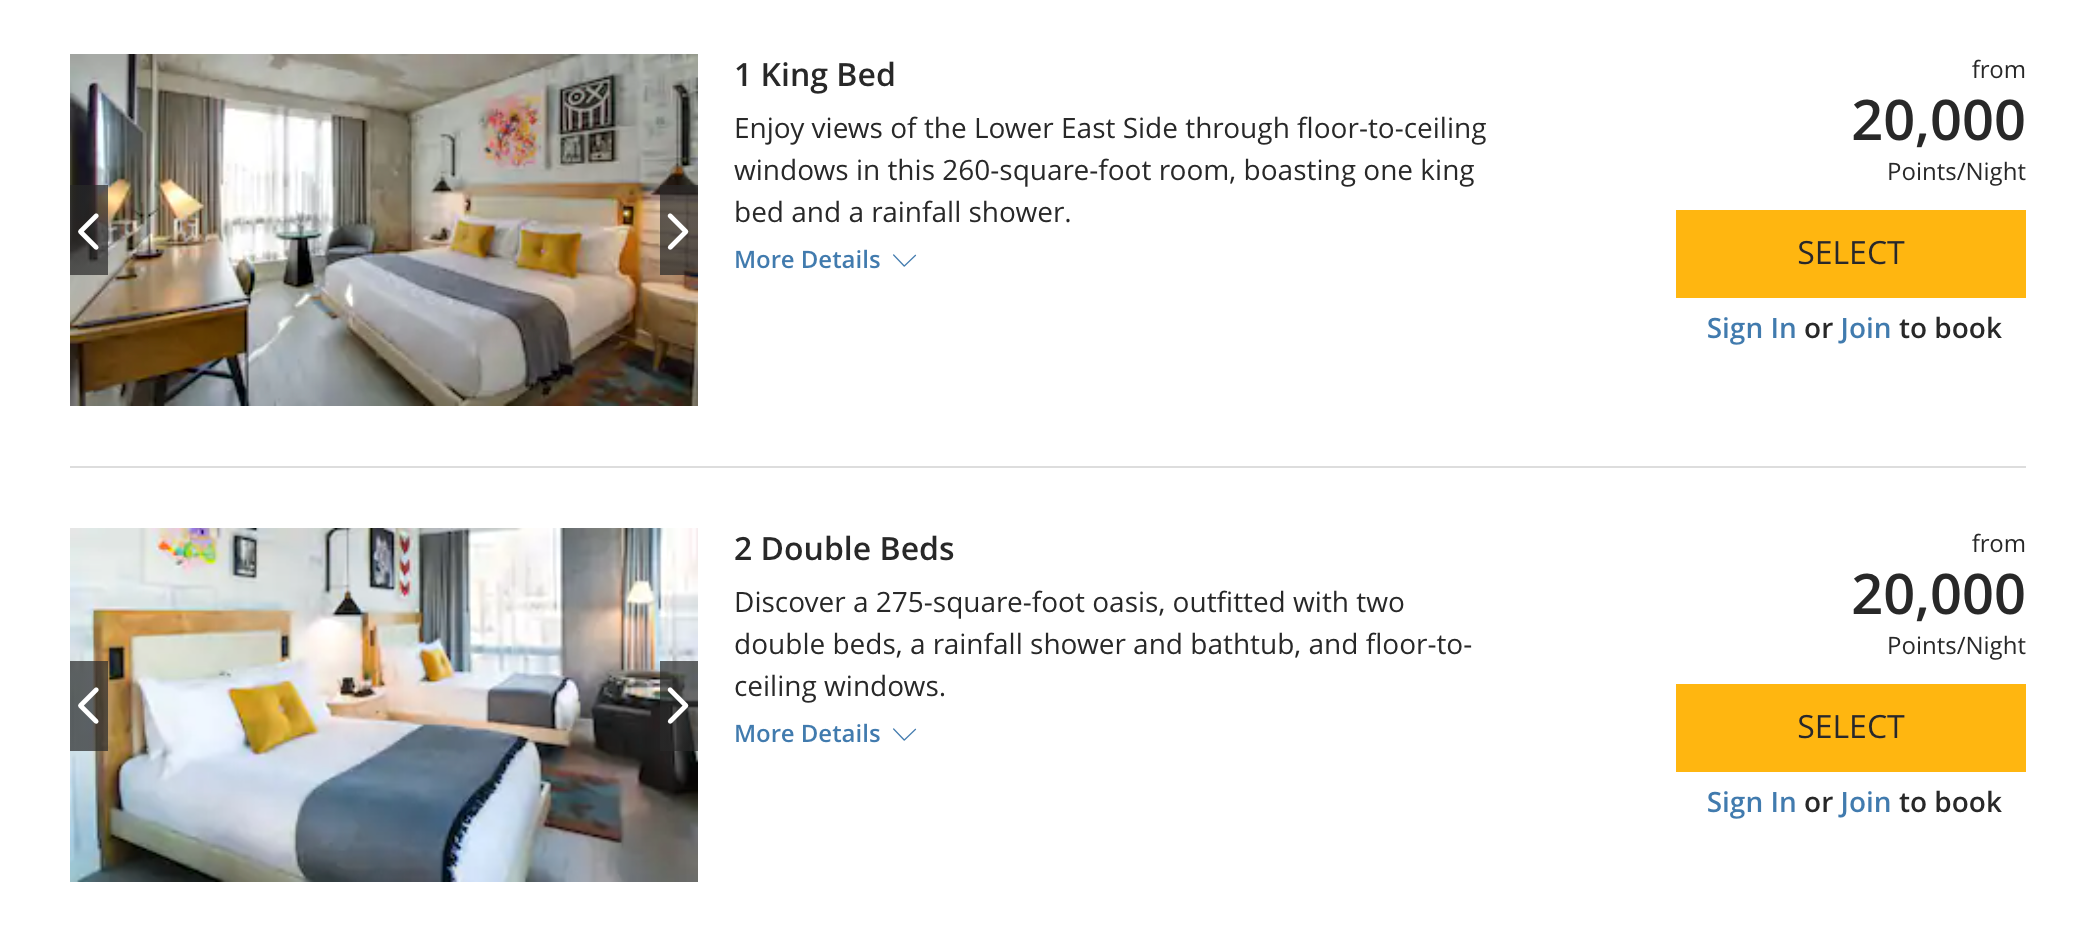 1 King Bed
Enjoy views of the Lower East Side through floor-to-ceiling
windows in this 260-square-foot room, boasting one king
bed and a rainfall shower.
More Details
from
20,000
Points/Night
SELECT
Sign In or Join to book
2 Double Beds
Discover a 275-square-foot oasis, outfitted with two
double beds, a rainfall shower and bathtub, and floor-to-
ceiling windows.
More Details
from
20,000
Points/Night
SELECT
Sign In or Join to book